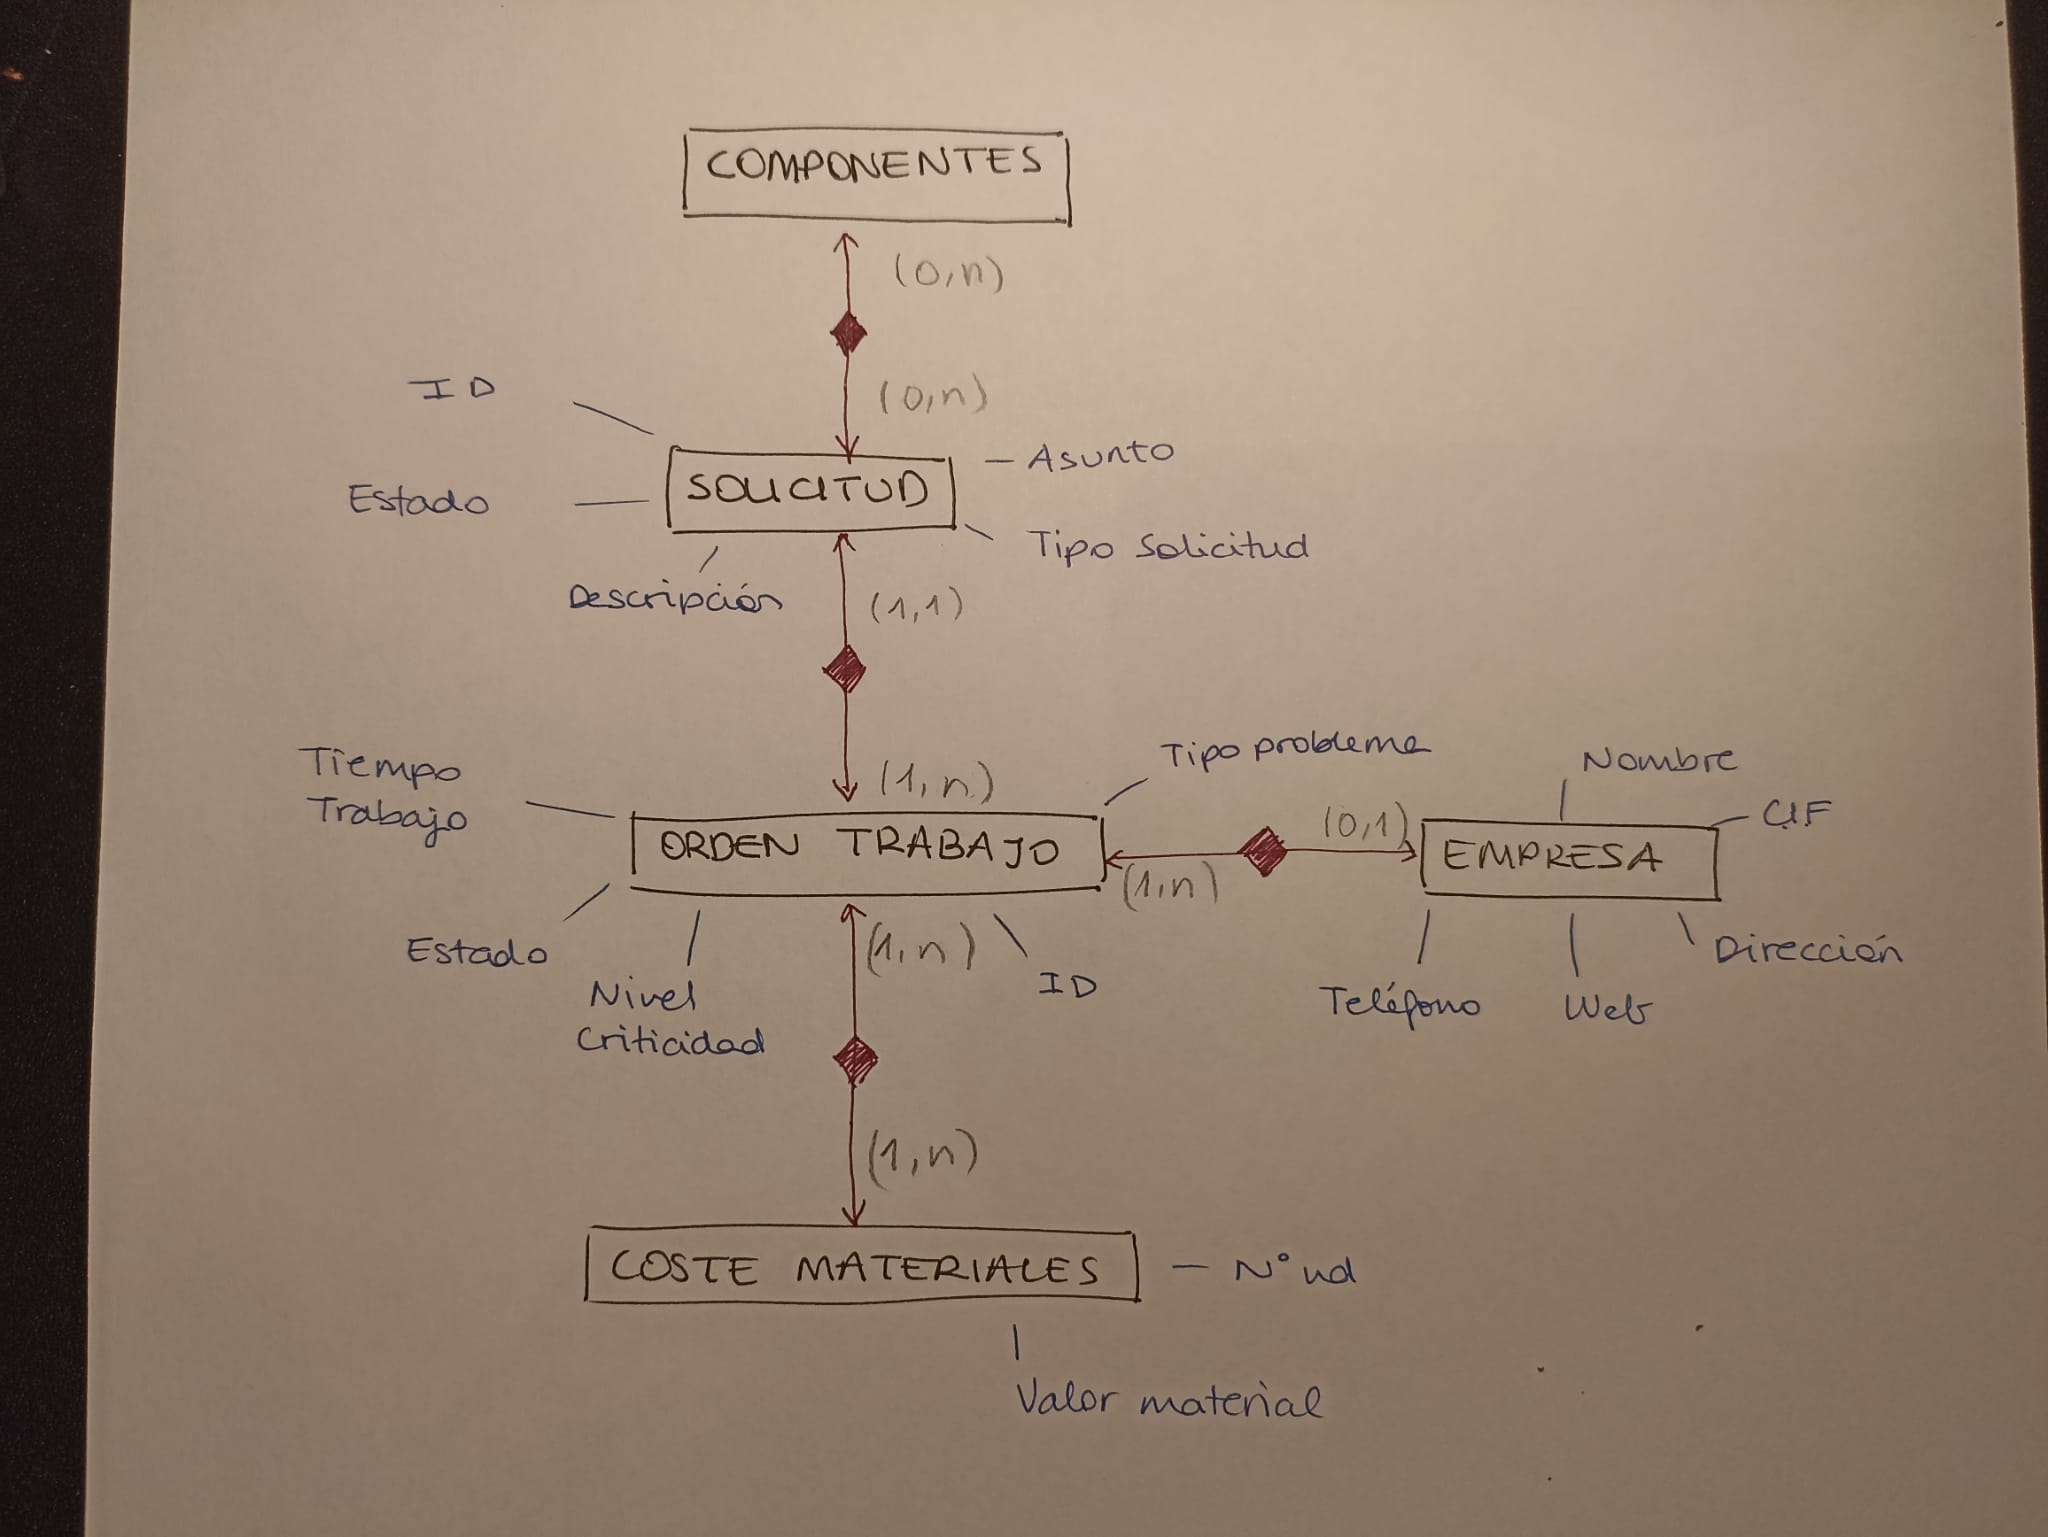 COMPONENTES
(0,n)
ID
(0,n)
Asunto
SOLICITUD
Estado
Tipo Solicitud
Descripción
(1,1)
Tipo problema
Nombre
Tiempo
Trabajo
(1,n)
CIF
(0,1)
ORDEN TRABAJO
EMPRESA
(1,n)
Estado
(1,n)
Dirección
Nivel
Criticidad
ID
Teléfono
Web
(1,n)
COSTE MATERIALES
Nº ud
Valor material